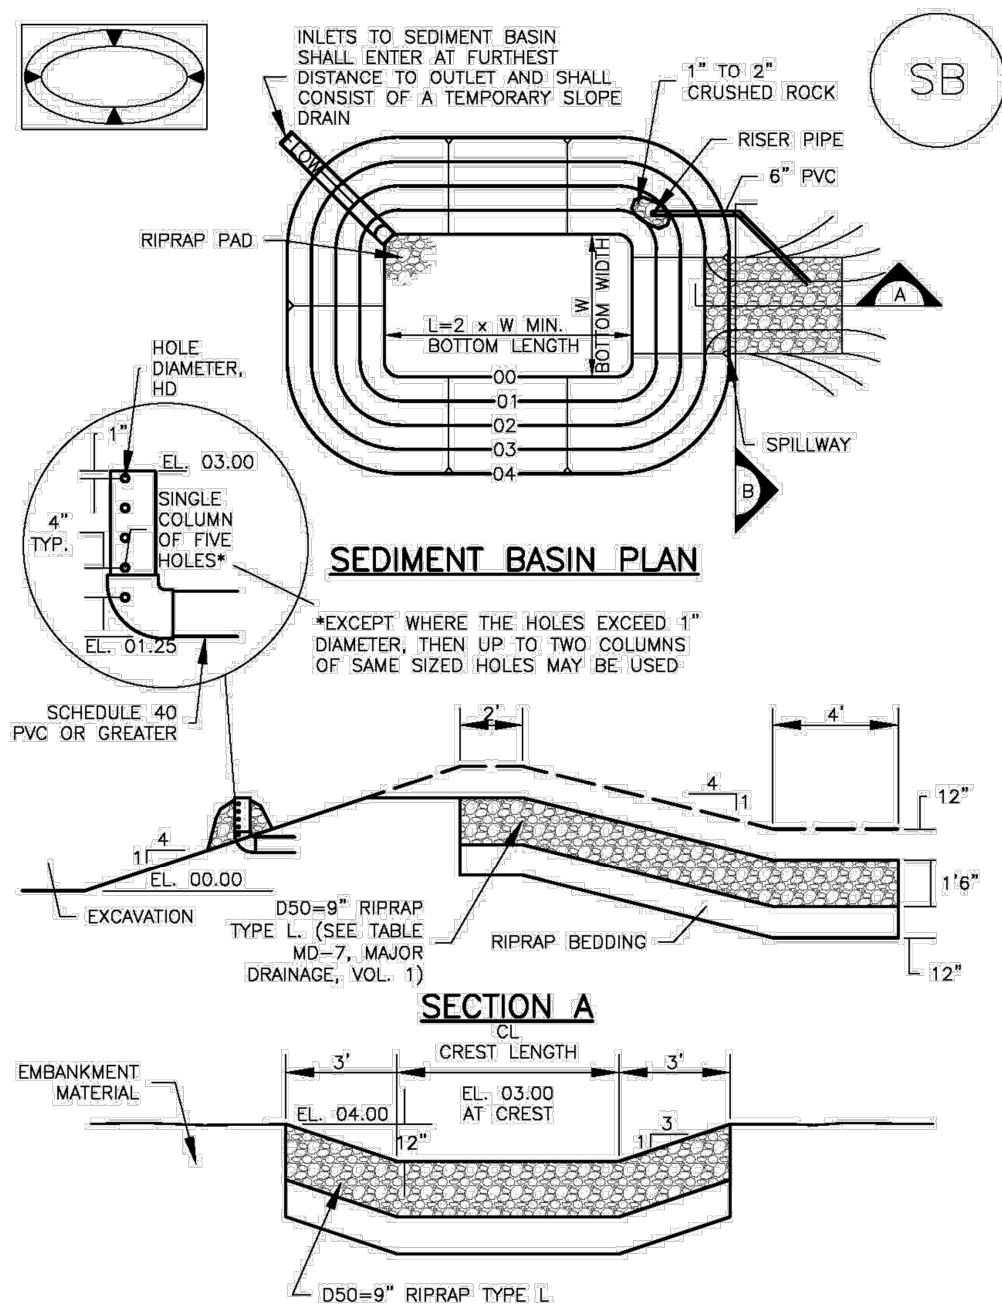 INLETS TO SEDIMENT BASIN
SHALL ENTER AT FURTHEST
DISTANCE TO OUTLET AND SHALL
CONSIST OF A TEMPORARY SLOPE
DRAIN
1" TO 2"
CRUSHED ROCK
SB
RISER PIPE
6" PVC
FLOW
RIPRAP PAD
A
W
BOTTOM WIDTH
L=2 x W MIN.
BOTTOM LENGTH
00
01
02
03
04
SPILLWAY
B
HOLE
DIAMETER,
HD
1"
EL. 03.00
4"
TYP.
SINGLE
COLUMN
OF FIVE
HOLES*
EL. 01.25
SEDIMENT BASIN PLAN
*EXCEPT WHERE THE HOLES EXCEED 1"
DIAMETER, THEN UP TO TWO COLUMNS
OF SAME SIZED HOLES MAY BE USED
SCHEDULE 40
PVC OR GREATER
2'
4'
4
1
12"
4
1
EL. 00.00
1'6"
EXCAVATION
D50=9" RIPRAP
TYPE L. (SEE TABLE
MD-7, MAJOR
DRAINAGE, VOL. 1)
RIPRAP BEDDING
12"
SECTION A
CL
CREST LENGTH
3'
3'
EMBANKMENT
MATERIAL
EL. 04.00
EL. 03.00
AT CREST
12"
3
1
D50=9" RIPRAP TYPE L